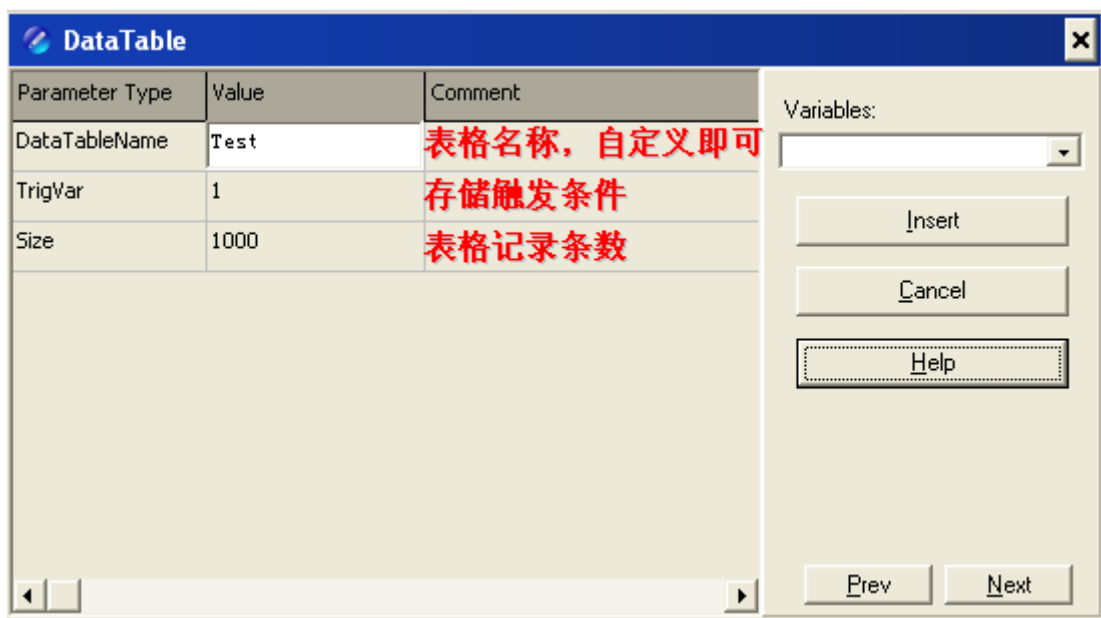 DataTable
Parameter Type Value Comment
DataTableName Test 表格名称，自定义即可
TrigVar 1 存储触发条件
Size 1000 表格记录条数
Variables:
Insert
Cancel
Help
Prev Next